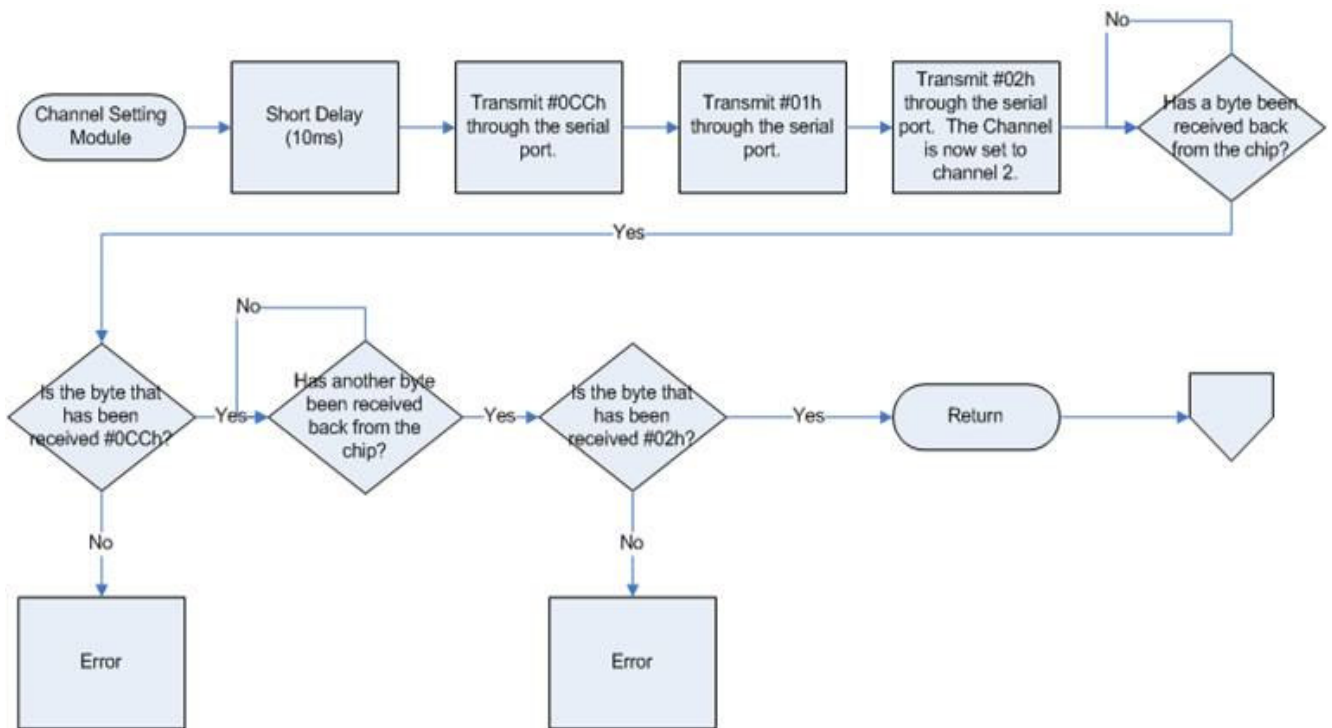 No
Channel Setting
Module
Short Delay
(10ms)
Transmit #0CCh
through the serial
port.
Transmit #01h
through the serial
port.
Transmit #02h
through the serial
port.  The Channel
is now set to
channel 2.
Has a byte been
received back
from the chip?
Yes
No
Is the byte that
has been
received #0CCh?
Yes
Has another byte
been received
back from the
chip?
Yes
Is the byte that
has been
received #02h?
Yes
Return
No
No
Error
Error